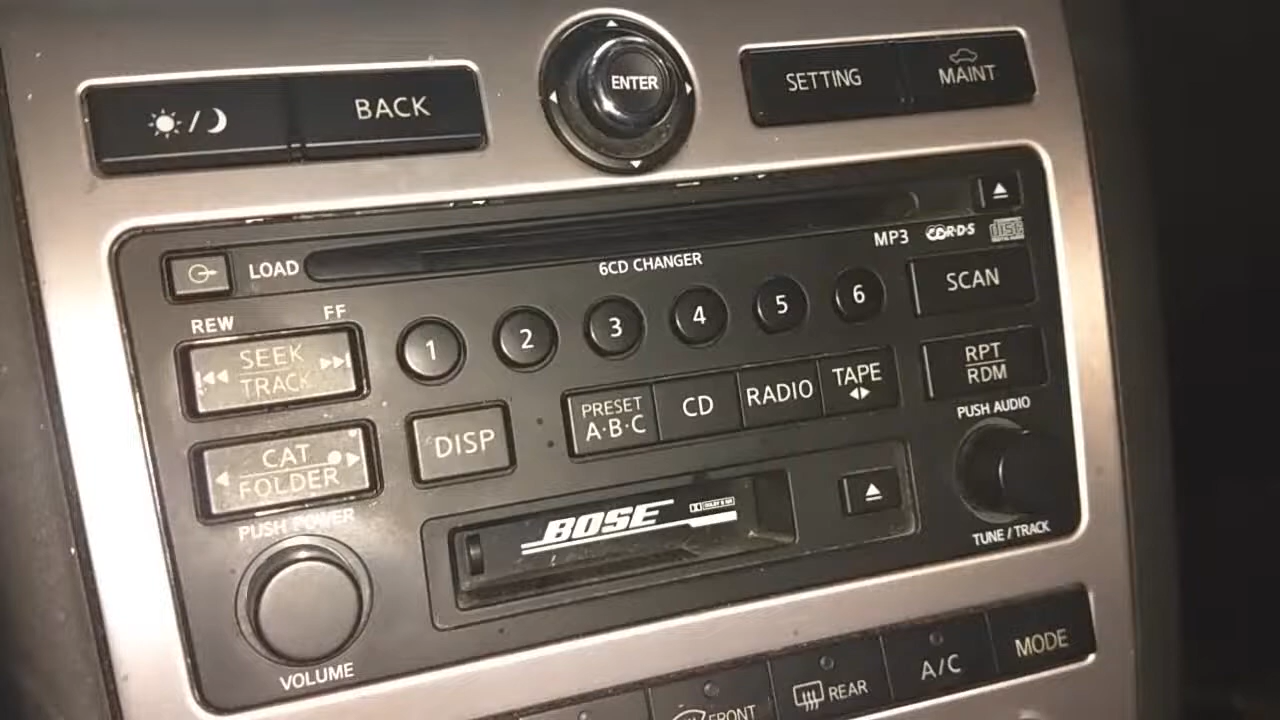 BACK
ENTER
SETTING
MAINT
LOAD
6CD CHANGER
MP3
R·D·S
disc
SCAN
REW
FF
SEEK
TRACK
1
2
3
4
5
6
RPT
RDM
PRESET
A·B·C
CD
RADIO
TAPE
DISP
CAT
FOLDER
PUSH AUDIO
TUNE / TRACK
PUSH POWER
VOLUME
BOSE
FRONT
REAR
A/C
MODE